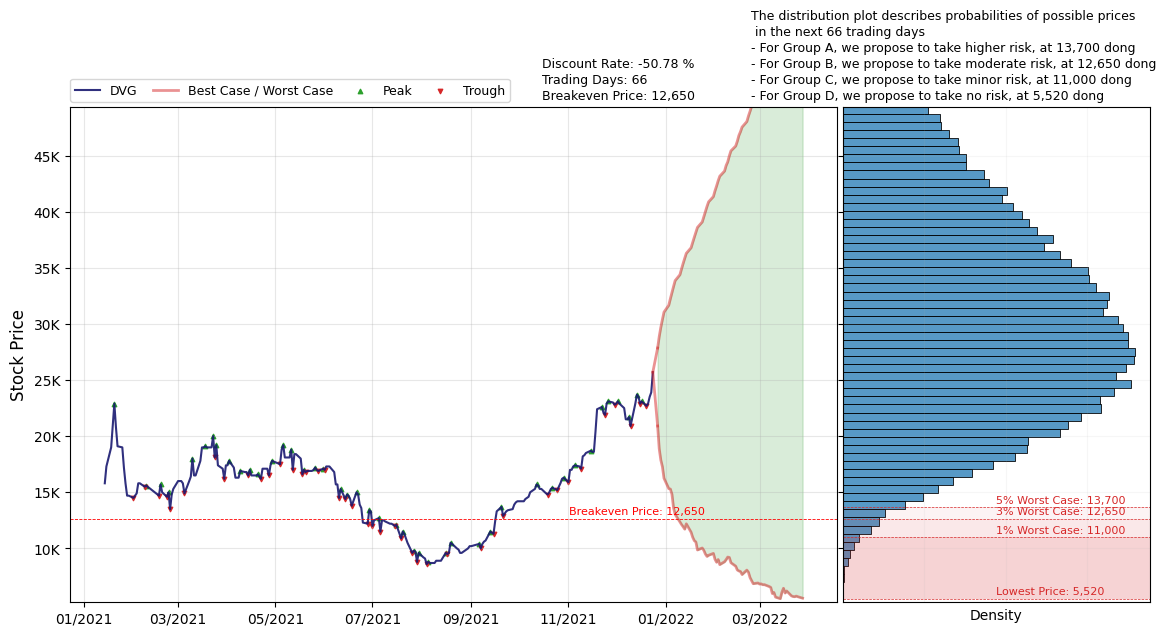 The distribution plot describes probabilities of possible prices
in the next 66 trading days
- For Group A, we propose to take higher risk, at 13,700 dong
- For Group B, we propose to take moderate risk, at 12,650 dong
- For Group C, we propose to take minor risk, at 11,000 dong
- For Group D, we propose to take no risk, at 5,520 dong
Discount Rate: -50.78 %
Trading Days: 66
Breakeven Price: 12,650
DVG
Best Case / Worst Case
Peak
Trough
Stock Price
45K
40K
35K
30K
25K
20K
15K
10K
Breakeven Price: 12,650
5% Worst Case: 13,700
3% Worst Case: 12,650
1% Worst Case: 11,000
Lowest Price: 5,520
01/2021
03/2021
05/2021
07/2021
09/2021
11/2021
01/2022
03/2022
Density